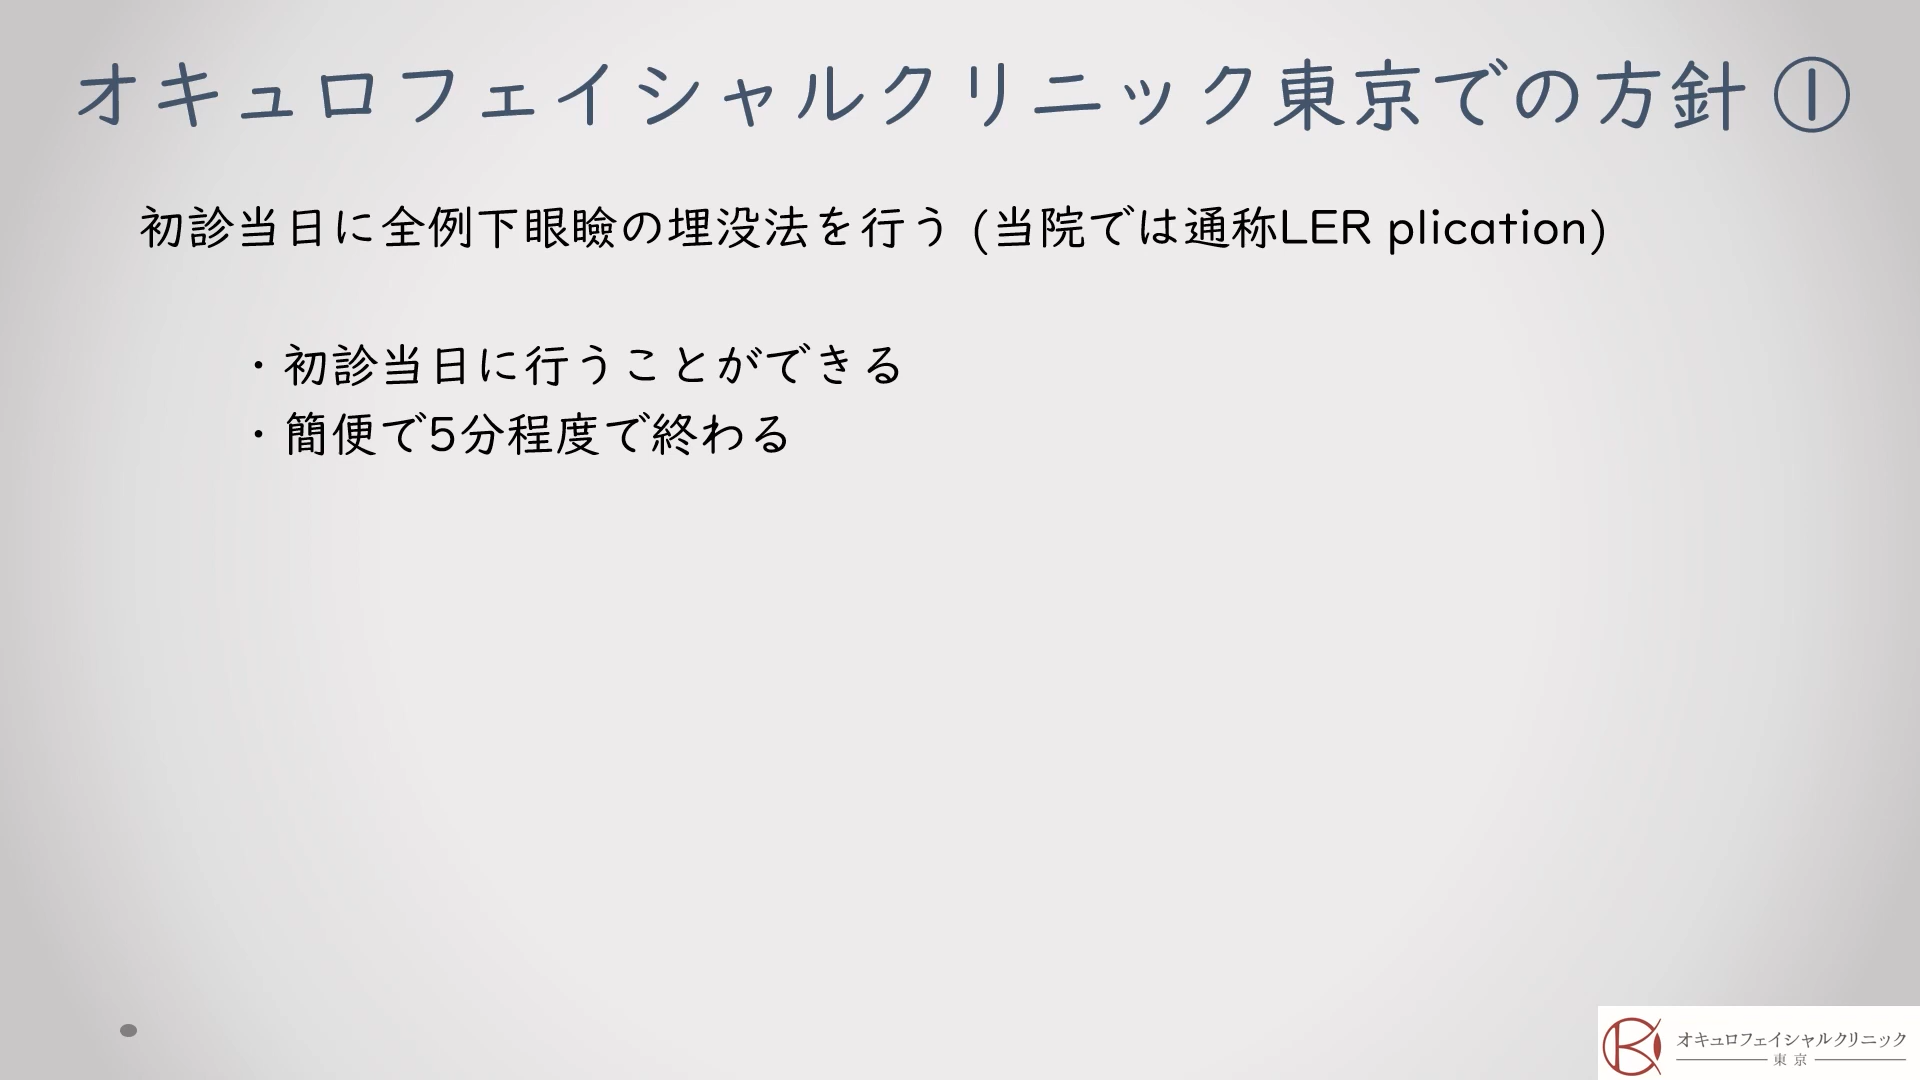 オキュロフェイシャルクリニック東京での方針 ①
初診当日に全例下眼瞼の埋没法を行う (当院では通称LER plication)
・初診当日に行うことができる
・簡便で5分程度で終わる
オキュロフェイシャルクリニック
東京